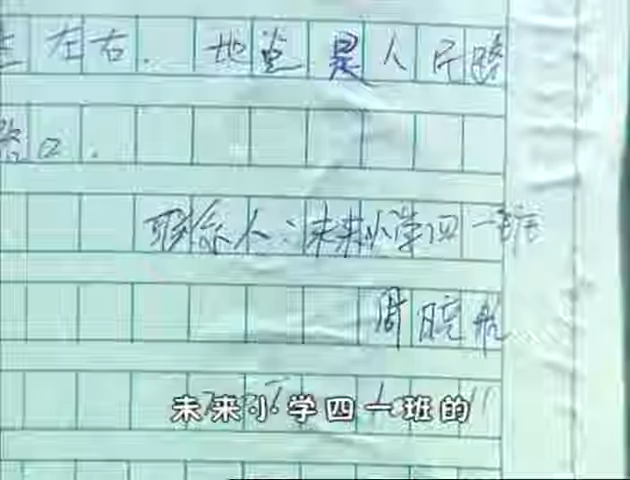 左右. 地点是人民路
路口.
联系人:未来小学四一班
周晓航
未来小学四一班的